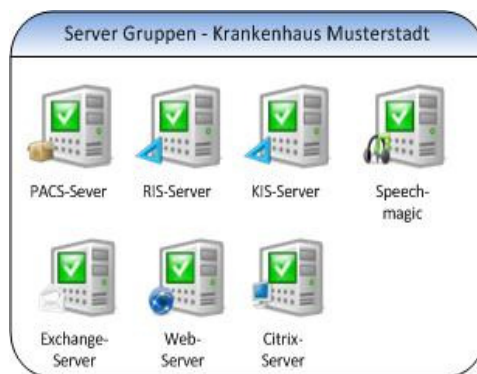 Server Gruppen - Krankenhaus Musterstadt
PACS-Sever
RIS-Server
KIS-Server
Speech-
magic
Exchange-
Server
Web-
Server
Citrix-
Server